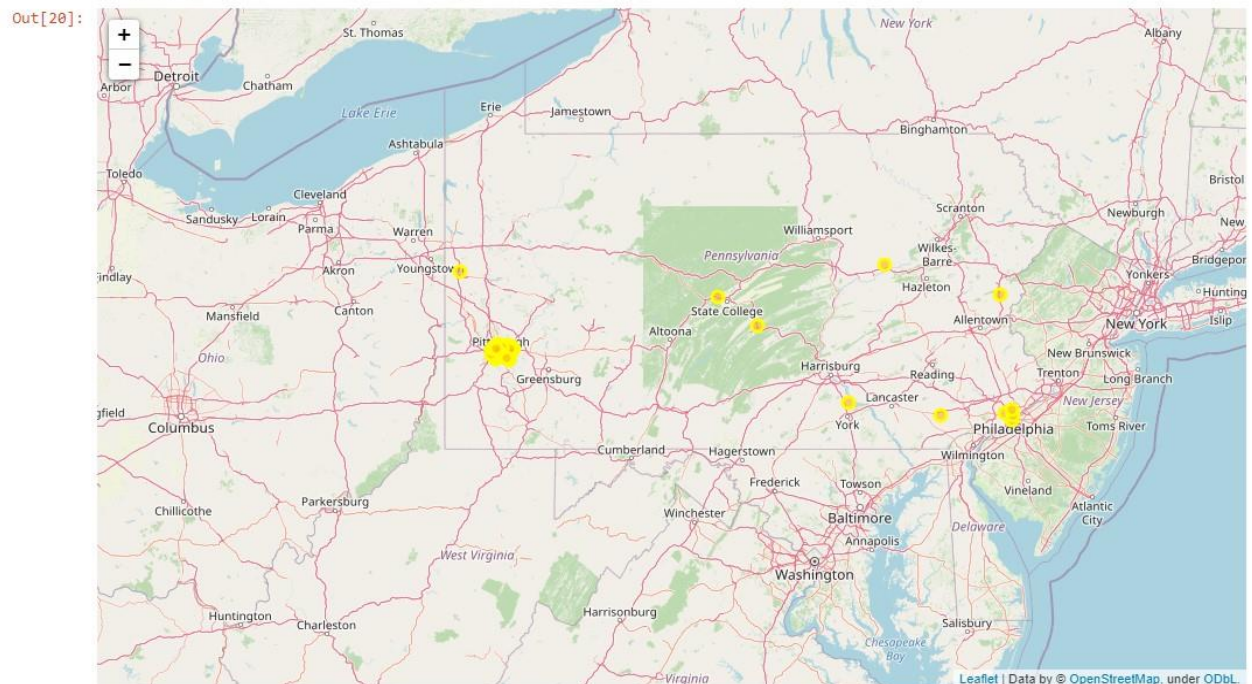 Out[20]:
+
−
St. Thomas
New York
Albany
Detroit
Arbor
Chatham
Lake Erie
Erie
Jamestown
Binghamton
Ashtabula
Toledo
Cleveland
Bristol
Sandusky
Lorain
Parma
Warren
Williamsport
Scranton
Newburgh
New
Pennsylvania
Wilkes-
Barre
Bridgepor
Findlay
Akron
Youngstown
Hazleton
Yonkers
Hunting
Mansfield
Canton
State College
Allentown
New York
Islip
Altoona
Pittsburgh
Ohio
Greensburg
Harrisburg
Reading
New Brunswick
Trenton
Long Branch
Lancaster
New Jersey
gfield
Columbus
York
Philadelphia
Toms River
Cumberland
Hagerstown
Wilmington
Frederick
Towson
Vineland
Parkersburg
Atlantic
City
Chillicothe
Winchester
Baltimore
Delaware
Annapolis
West Virginia
Washington
Huntington
Harrisonburg
Charleston
Salisbury
Chesapeake
Bay
Virginia
Leaflet | Data by © OpenStreetMap, under ODbL.